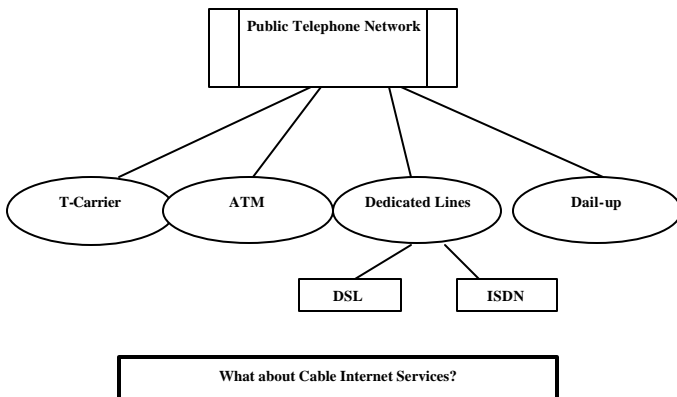 Public Telephone Network
T-Carrier
ATM
Dedicated Lines
Dail-up
DSL
ISDN
What about Cable Internet Services?